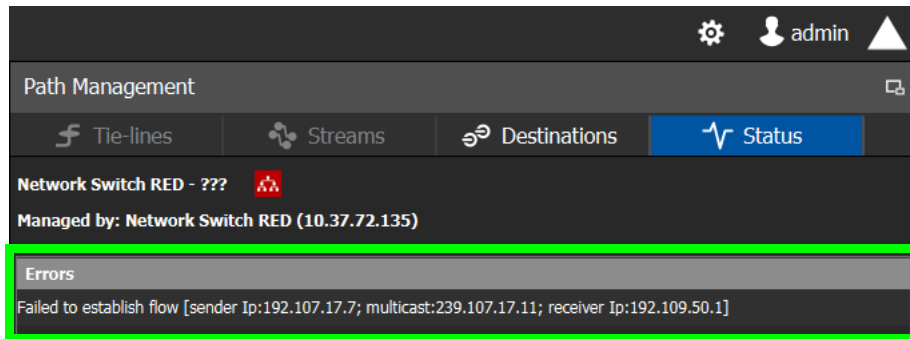 admin
Path Management
Tie-lines Streams Destinations Status
Network Switch RED - ???
Managed by: Network Switch RED (10.37.72.135)
Errors
Failed to establish flow [sender Ip:192.107.17.7; multicast:239.107.17.11; receiver Ip:192.109.50.1]